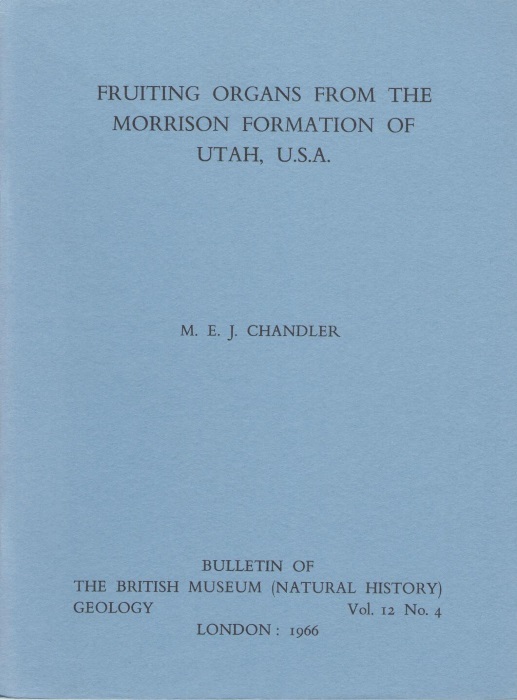 FRUITING ORGANS FROM THE
MORRISON FORMATION OF
UTAH, U.S.A.
M. E. J. CHANDLER
BULLETIN OF
THE BRITISH MUSEUM (NATURAL HISTORY)
GEOLOGY Vol. 12 No. 4
LONDON: 1966